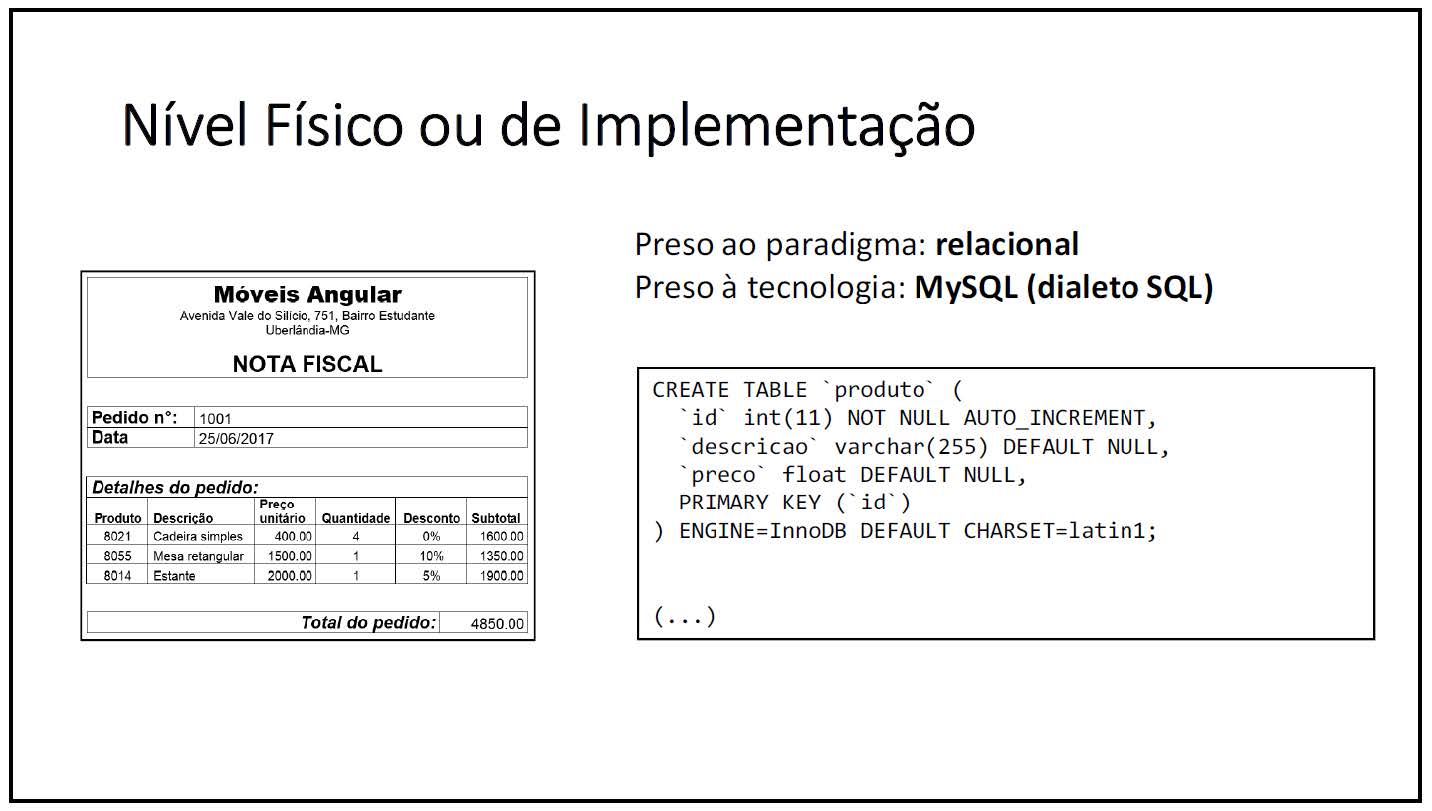 Nível Físico ou de Implementação
Preso ao paradigma: relacional
Preso à tecnologia: MySQL (dialeto SQL)
Móveis Angular
Avenida Vale do Silício, 751, Bairro Estudante
Uberlândia-MG
NOTA FISCAL
Pedido n°: 1001
Data 25/06/2017
Detalhes do pedido:
Produto Descrição Preço unitário Quantidade Desconto Subtotal
8021 Cadeira simples 400.00 4 0% 1600.00
8055 Mesa retangular 1500.00 1 10% 1350.00
8014 Estante 2000.00 1 5% 1900.00
Total do pedido: 4850.00
CREATE TABLE `produto` (
`id` int(11) NOT NULL AUTO_INCREMENT,
`descricao` varchar(255) DEFAULT NULL,
`preco` float DEFAULT NULL,
PRIMARY KEY (`id`)
) ENGINE=InnoDB DEFAULT CHARSET=latin1;
(...)